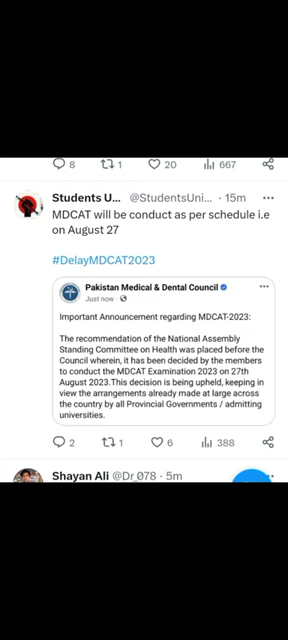 8 1 20 667
Students U... @StudentsUni... · 15m
MDCAT will be conduct as per schedule i.e
on August 27
#DelayMDCAT2023
Pakistan Medical & Dental Council
Just now ·
Important Announcement regarding MDCAT-2023:
The recommendation of the National Assembly
Standing Committee on Health was placed before the
Council wherein, it has been decided by the members
to conduct the MDCAT Examination 2023 on 27th
August 2023.This decision is being upheld, keeping in
view the arrangements already made at large across
the country by all Provincial Governments / admitting
universities.
2 1 6 388
Shayan Ali @Dr_078 · 5m